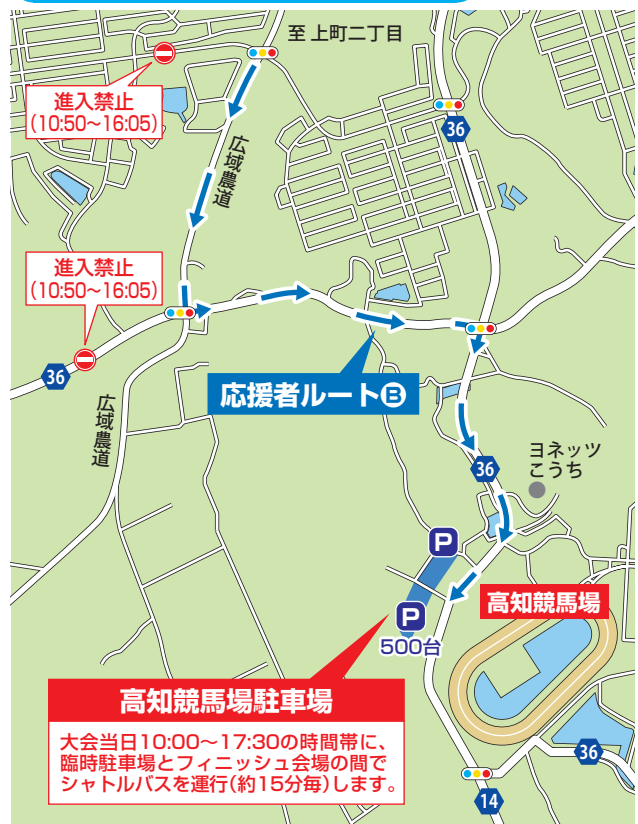 至 上町二丁目
進入禁止
(10:50〜16:05)
36
広域農道
進入禁止
(10:50〜16:05)
36
応援者ルートⒷ
広域農道
ヨネッツ
こうち
36
P
高知競馬場
P
500台
高知競馬場駐車場
大会当日10:00〜17:30の時間帯に、
臨時駐車場とフィニッシュ会場の間で
シャトルバスを運行(約15分毎)します。
36
14